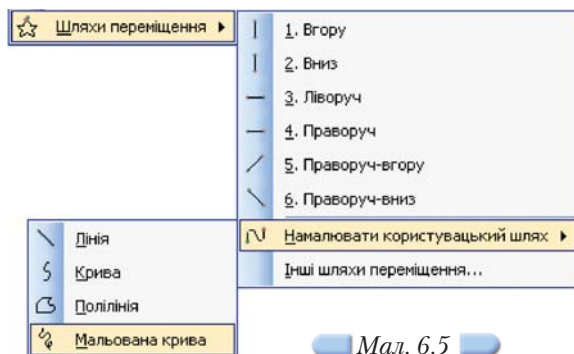 Шляхи переміщення
1. Вгору
2. Вниз
3. Ліворуч
4. Праворуч
5. Праворуч-вгору
6. Праворуч-вниз
Намалювати користувацький шлях
Інші шляхи переміщення...
Лінія
Крива
Полілінія
Мальована крива
Мал. 6.5